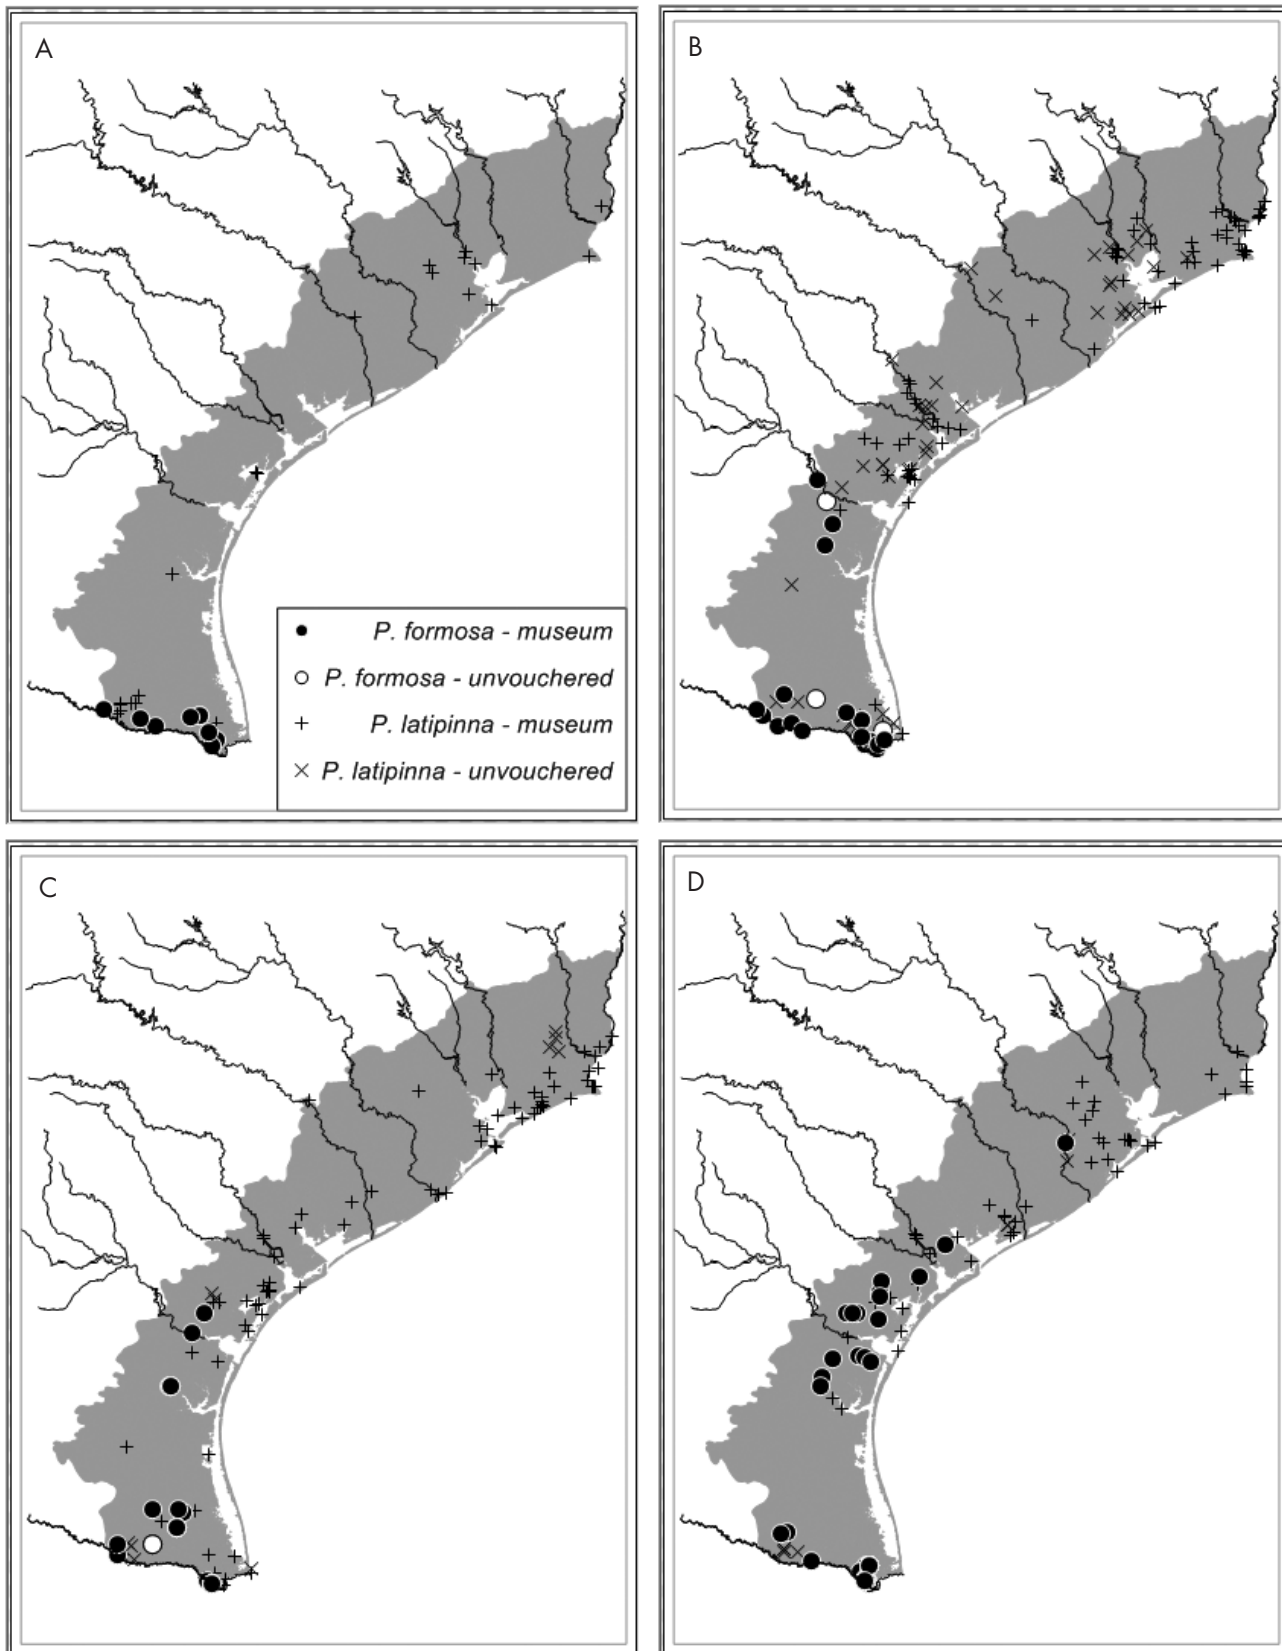 A
B
P. formosa - museum
P. formosa - unvouchered
P. latipinna - museum
P. latipinna - unvouchered
C
D